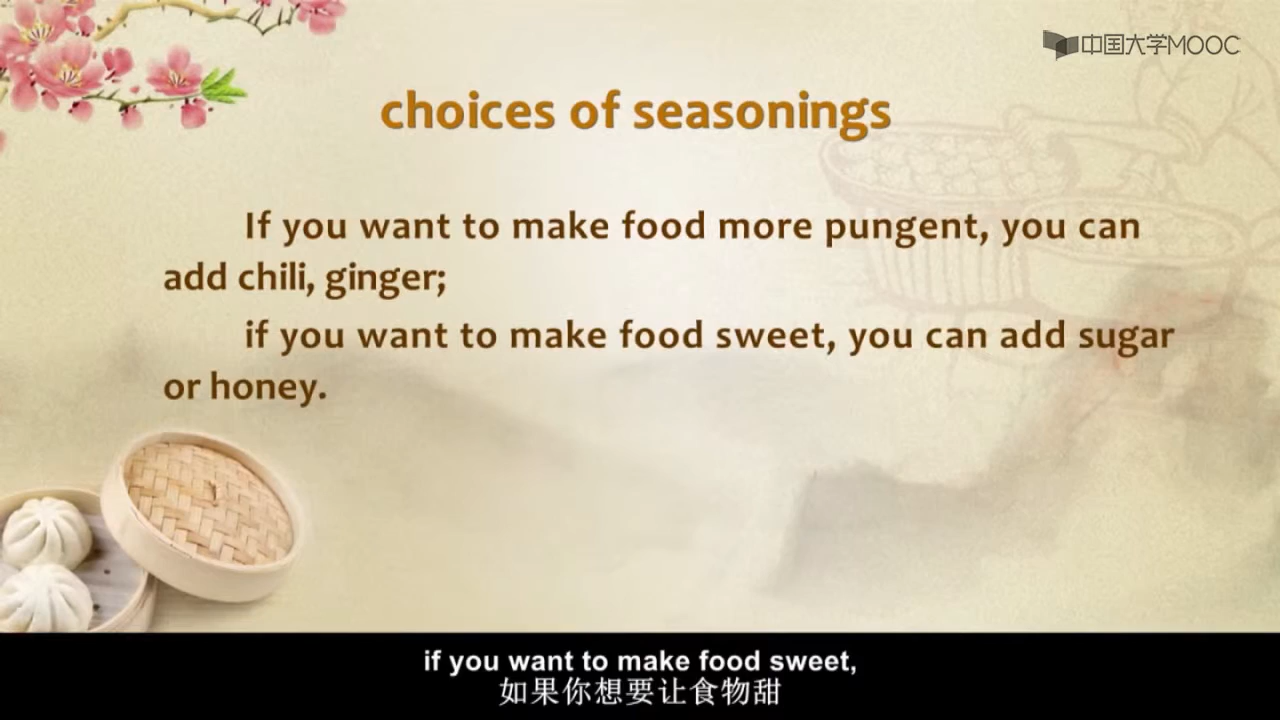 中国大学MOOC
choices of seasonings
If you want to make food more pungent, you can
add chili, ginger;
if you want to make food sweet, you can add sugar
or honey.
if you want to make food sweet,
如果你想要让食物甜